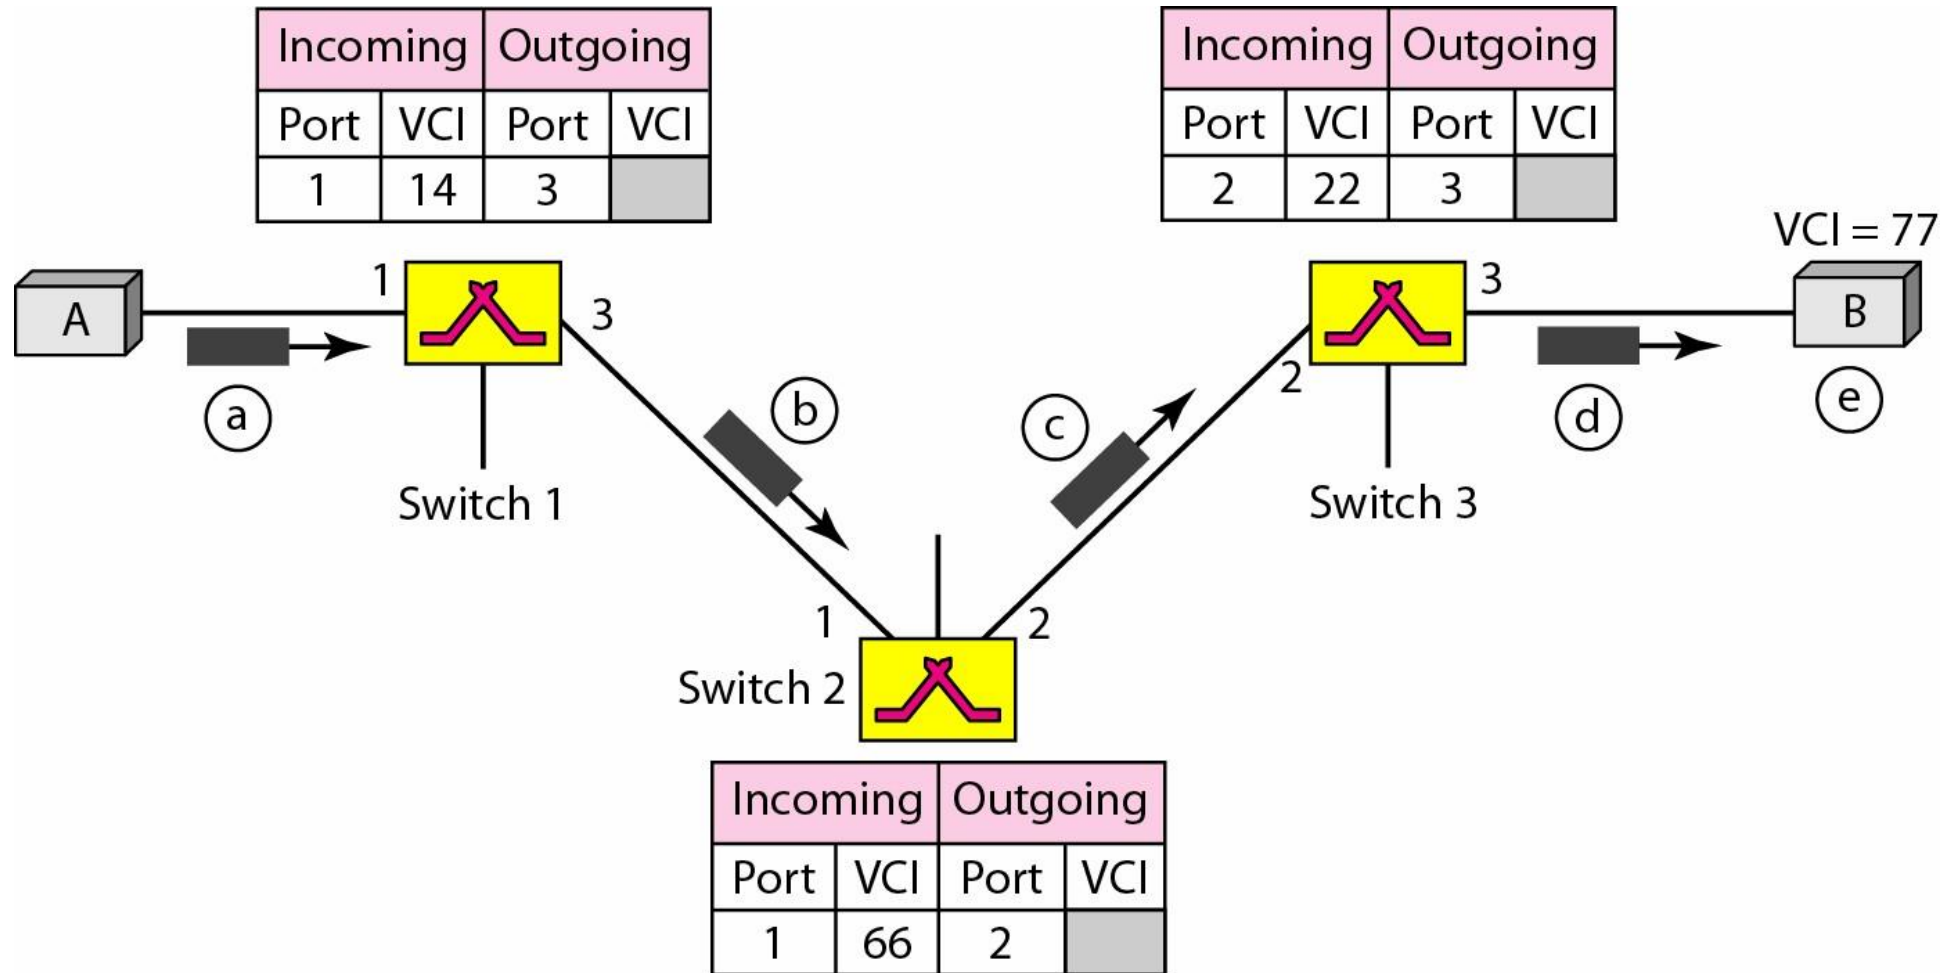 Incoming Outgoing
Port VCI Port VCI
1 14 3
Incoming Outgoing
Port VCI Port VCI
2 22 3
VCI = 77
A
1
3
a
Switch 1
b
c
2
3
Switch 3
d
B
e
1
2
Switch 2
Incoming Outgoing
Port VCI Port VCI
1 66 2